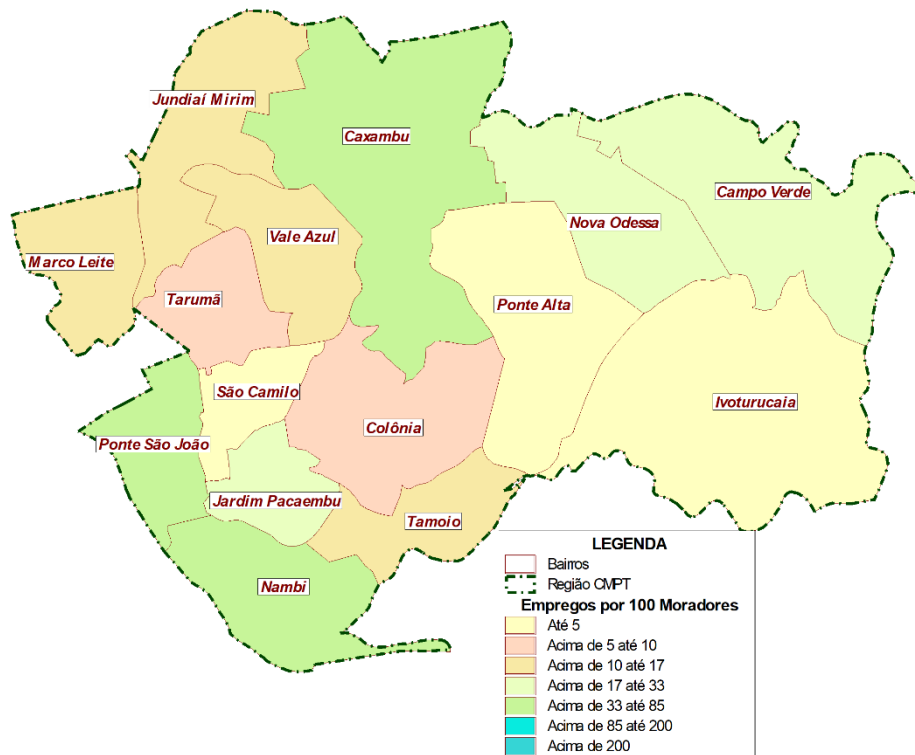 Jundiaí Mirim
Caxambu
Campo Verde
Nova Odessa
Vale Azul
Marco Leite
Tarumã
Ponte Alta
São Camilo
Ivoturucaia
Colônia
Ponte São João
Jardim Pacaembu
Tamoio
Nambi
LEGENDA
Bairros
Região CMPT
Empregos por 100 Moradores
Até 5
Acima de 5 até 10
Acima de 10 até 17
Acima de 17 até 33
Acima de 33 até 85
Acima de 85 até 200
Acima de 200